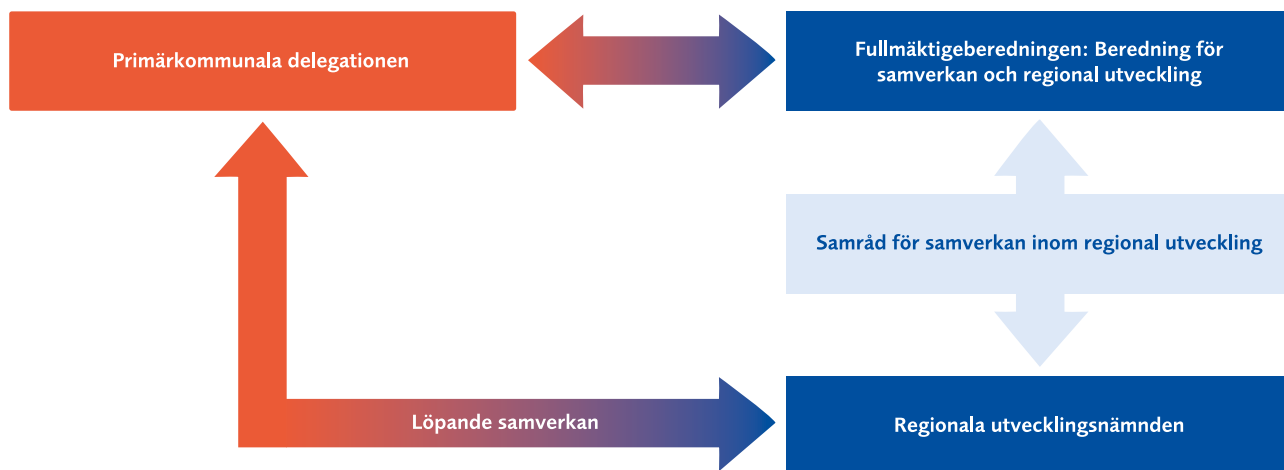 Primärkommunala delegationen
Fullmäktigeberedningen: Beredning för
samverkan och regional utveckling
Samråd för samverkan inom regional utveckling
Löpande samverkan
Regionala utvecklingsnämnden